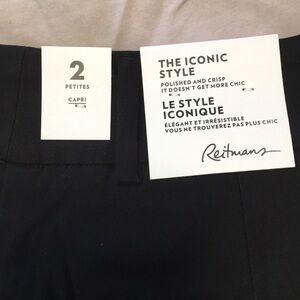 2
PETITES
CAPRI
THE ICONIC
STYLE
POLISHED AND CRISP
IT DOESN'T GET MORE CHIC
LE STYLE
ICONIQUE
ÉLÉGANT ET IRRÉSISTIBLE
VOUS NE TROUVEREZ PAS PLUS CHIC
Reitmans